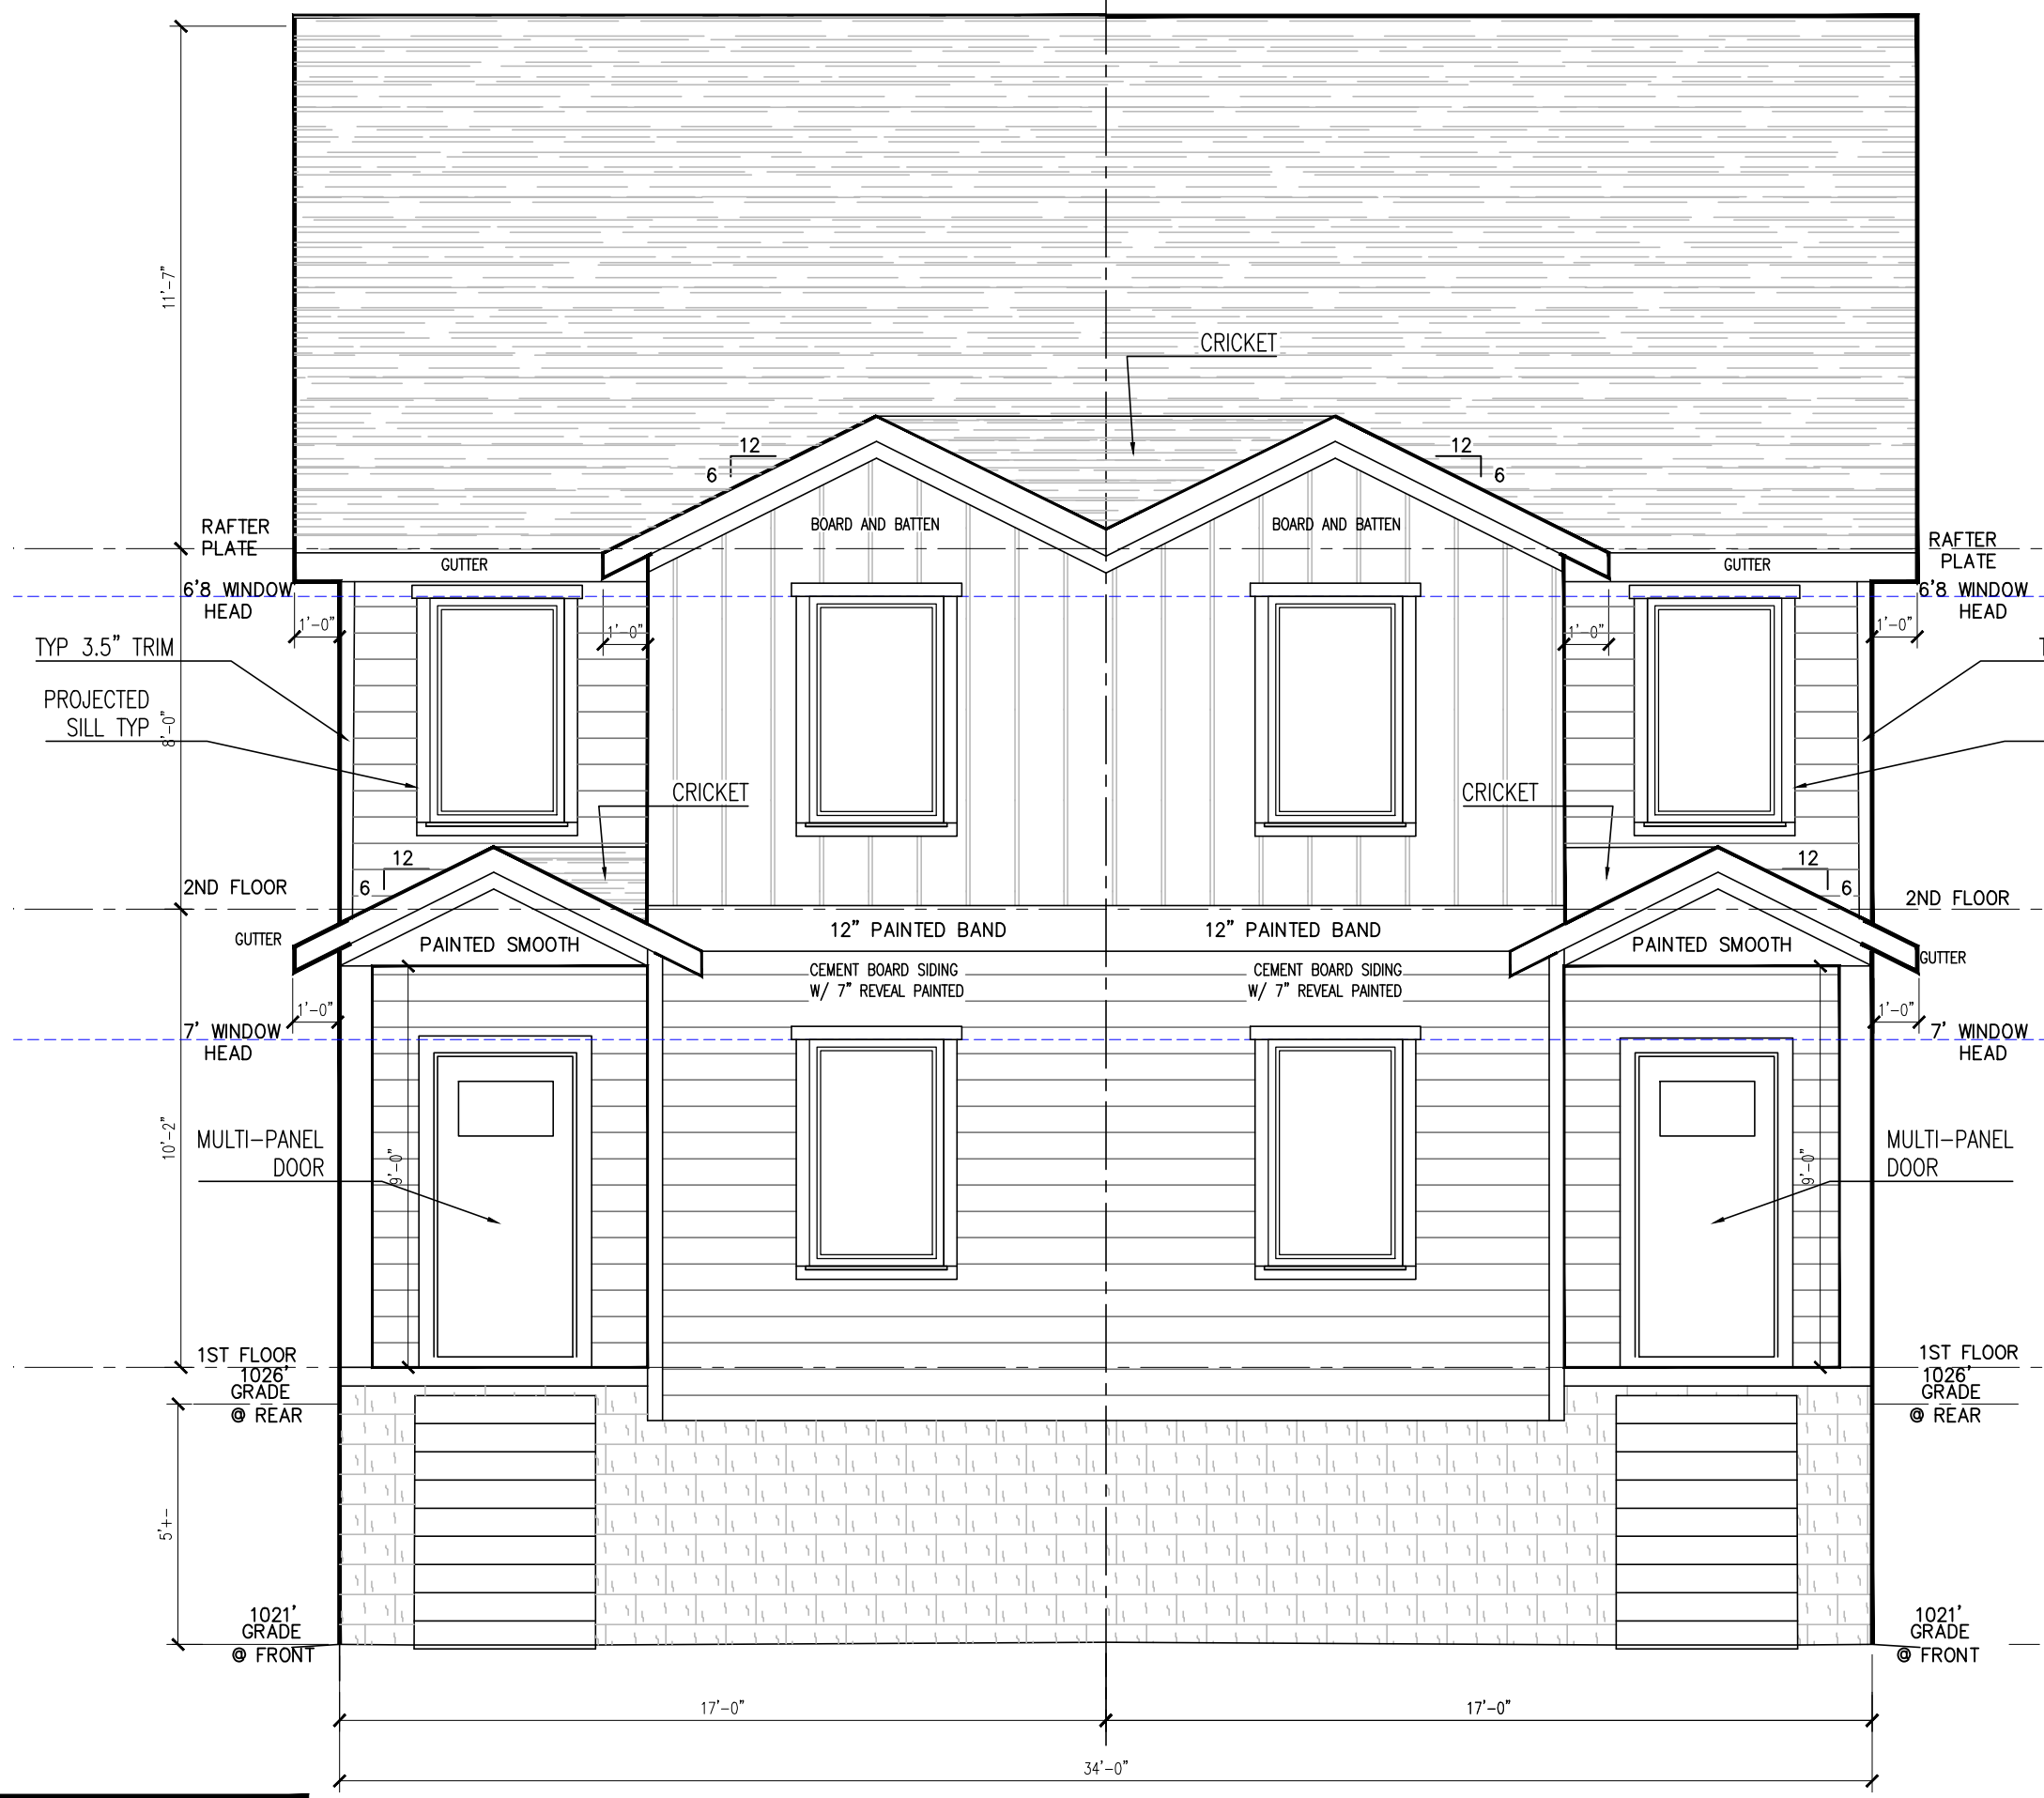 11'-7"
CRICKET
12
6
12
6
BOARD AND BATTEN
BOARD AND BATTEN
RAFTER
PLATE
RAFTER
PLATE
GUTTER
GUTTER
6'8 WINDOW
HEAD
6'8 WINDOW
HEAD
1'-0"
1'-0"
1'-0"
1'-0"
TYP 3.5" TRIM
T
PROJECTED
SILL TYP
8'-0"
CRICKET
CRICKET
12
6
12
6
2ND FLOOR
2ND FLOOR
12" PAINTED BAND
12" PAINTED BAND
GUTTER
PAINTED SMOOTH
PAINTED SMOOTH
GUTTER
CEMENT BOARD SIDING
W/ 7" REVEAL PAINTED
CEMENT BOARD SIDING
W/ 7" REVEAL PAINTED
1'-0"
1'-0"
7' WINDOW
HEAD
7' WINDOW
HEAD
10'-2"
MULTI-PANEL
DOOR
9'-0"
9'-0"
MULTI-PANEL
DOOR
1ST FLOOR
1026'
GRADE
@ REAR
1ST FLOOR
1026'
GRADE
@ REAR
5'+-
1021'
GRADE
@ FRONT
1021'
GRADE
@ FRONT
17'-0"
17'-0"
34'-0"